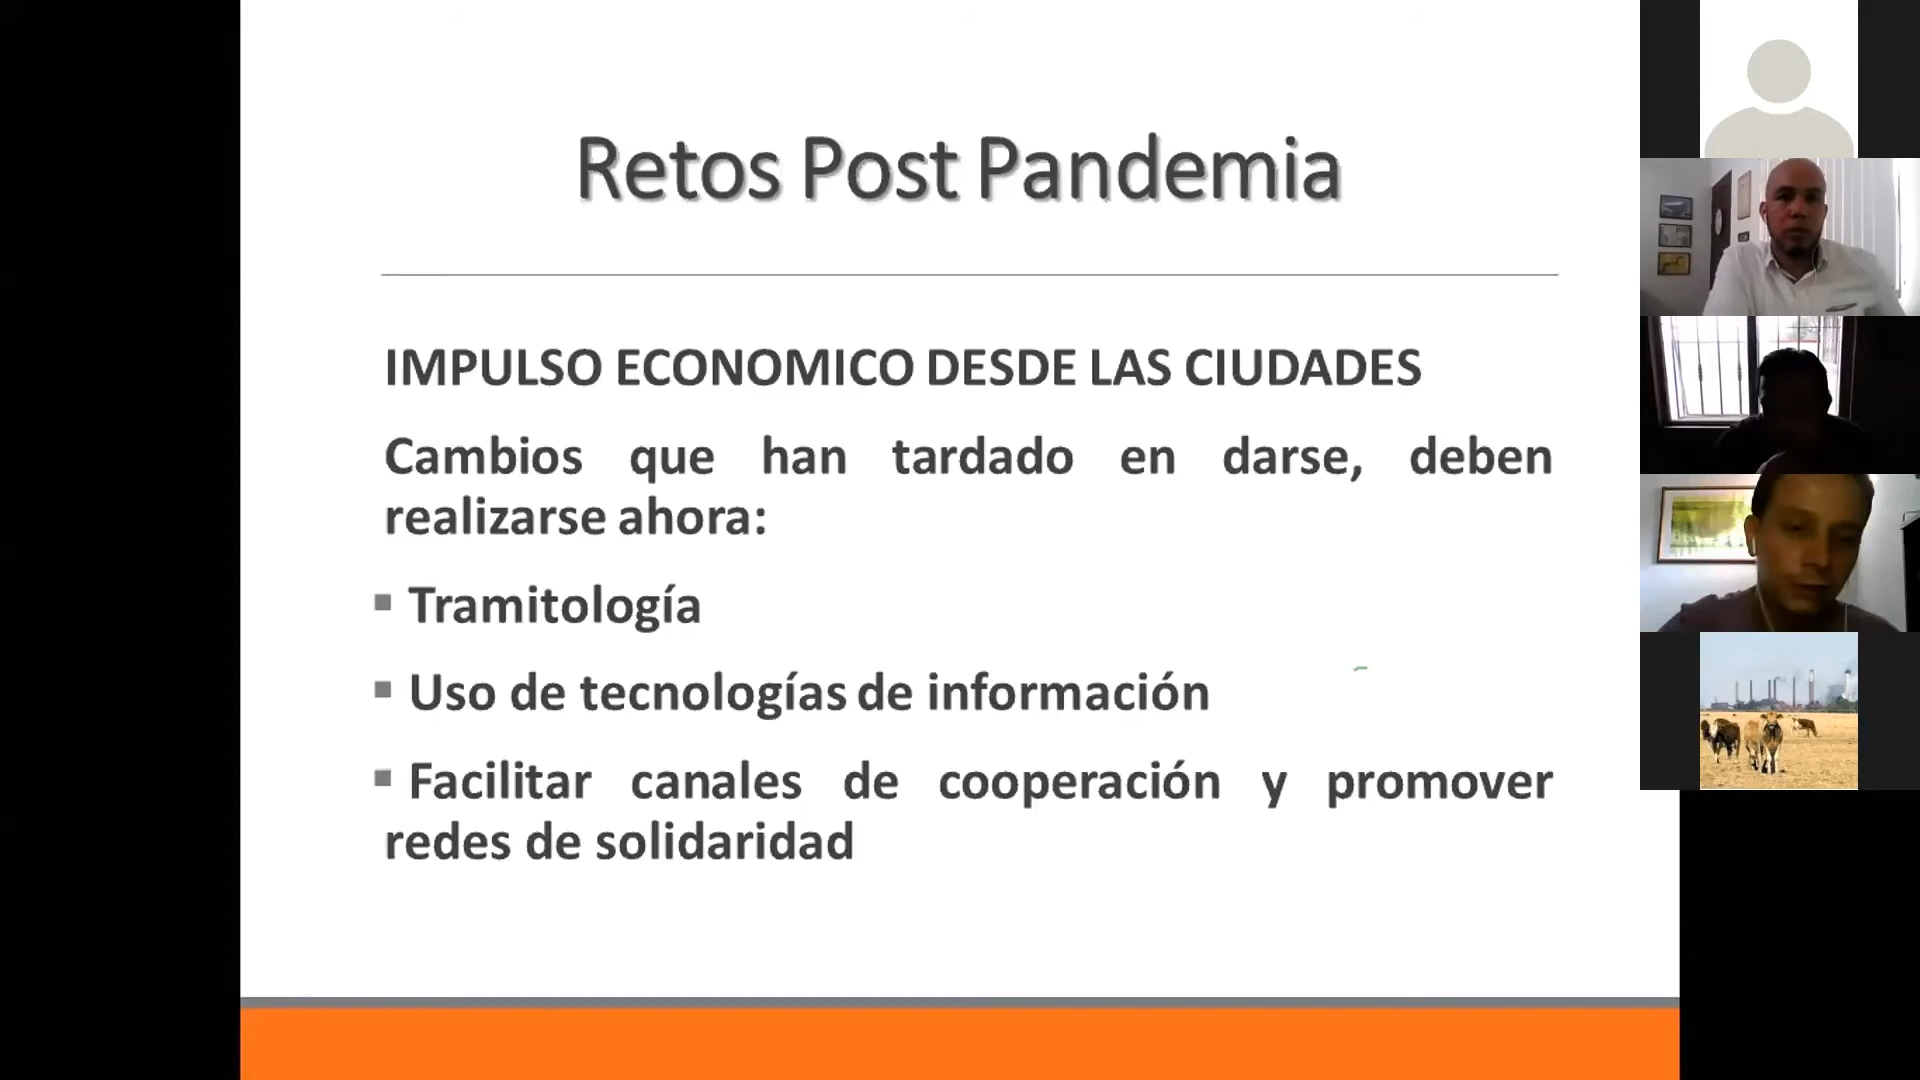 Retos Post Pandemia
IMPULSO ECONOMICO DESDE LAS CIUDADES
Cambios que han tardado en darse, deben
realizarse ahora:
▪ Tramitología
▪ Uso de tecnologías de información
▪ Facilitar canales de cooperación y promover
redes de solidaridad